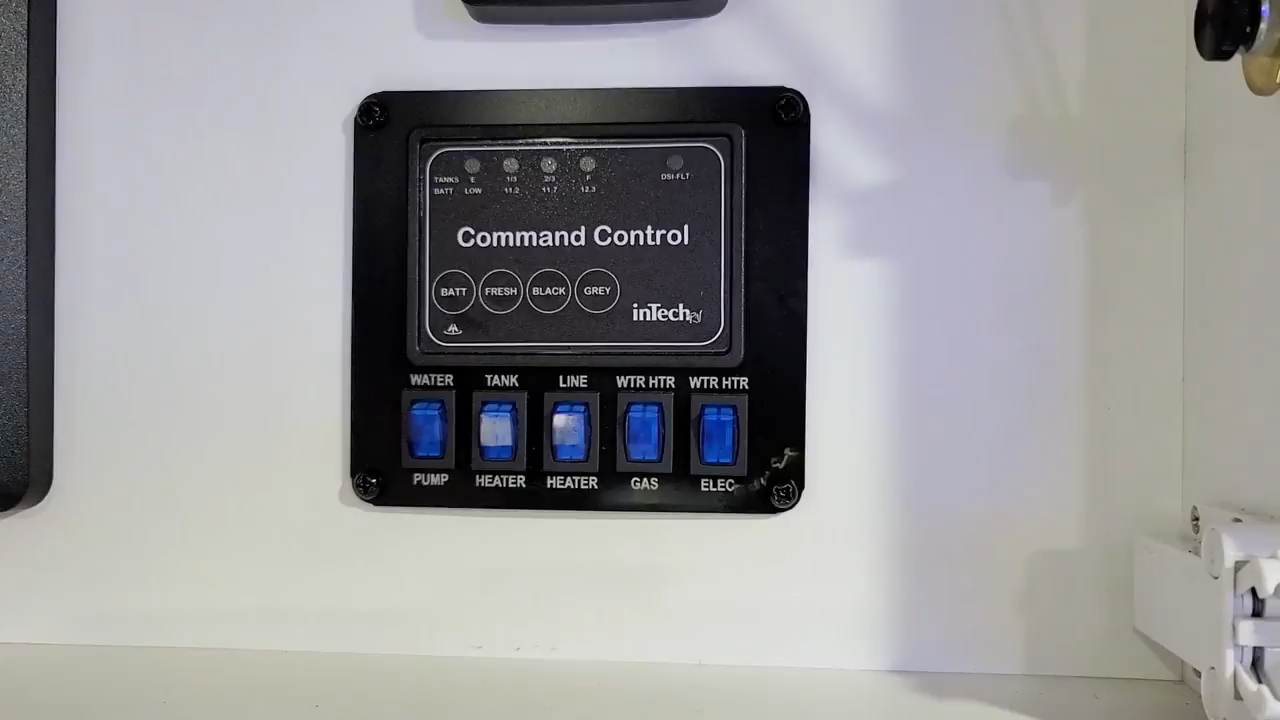 TANKS E 1/3 2/3 F DSI-FLT
BATT LOW 11.2 11.7 12.3
Command Control
BATT FRESH BLACK GREY
inTech RV
WATER TANK LINE WTR HTR WTR HTR
PUMP HEATER HEATER GAS ELEC